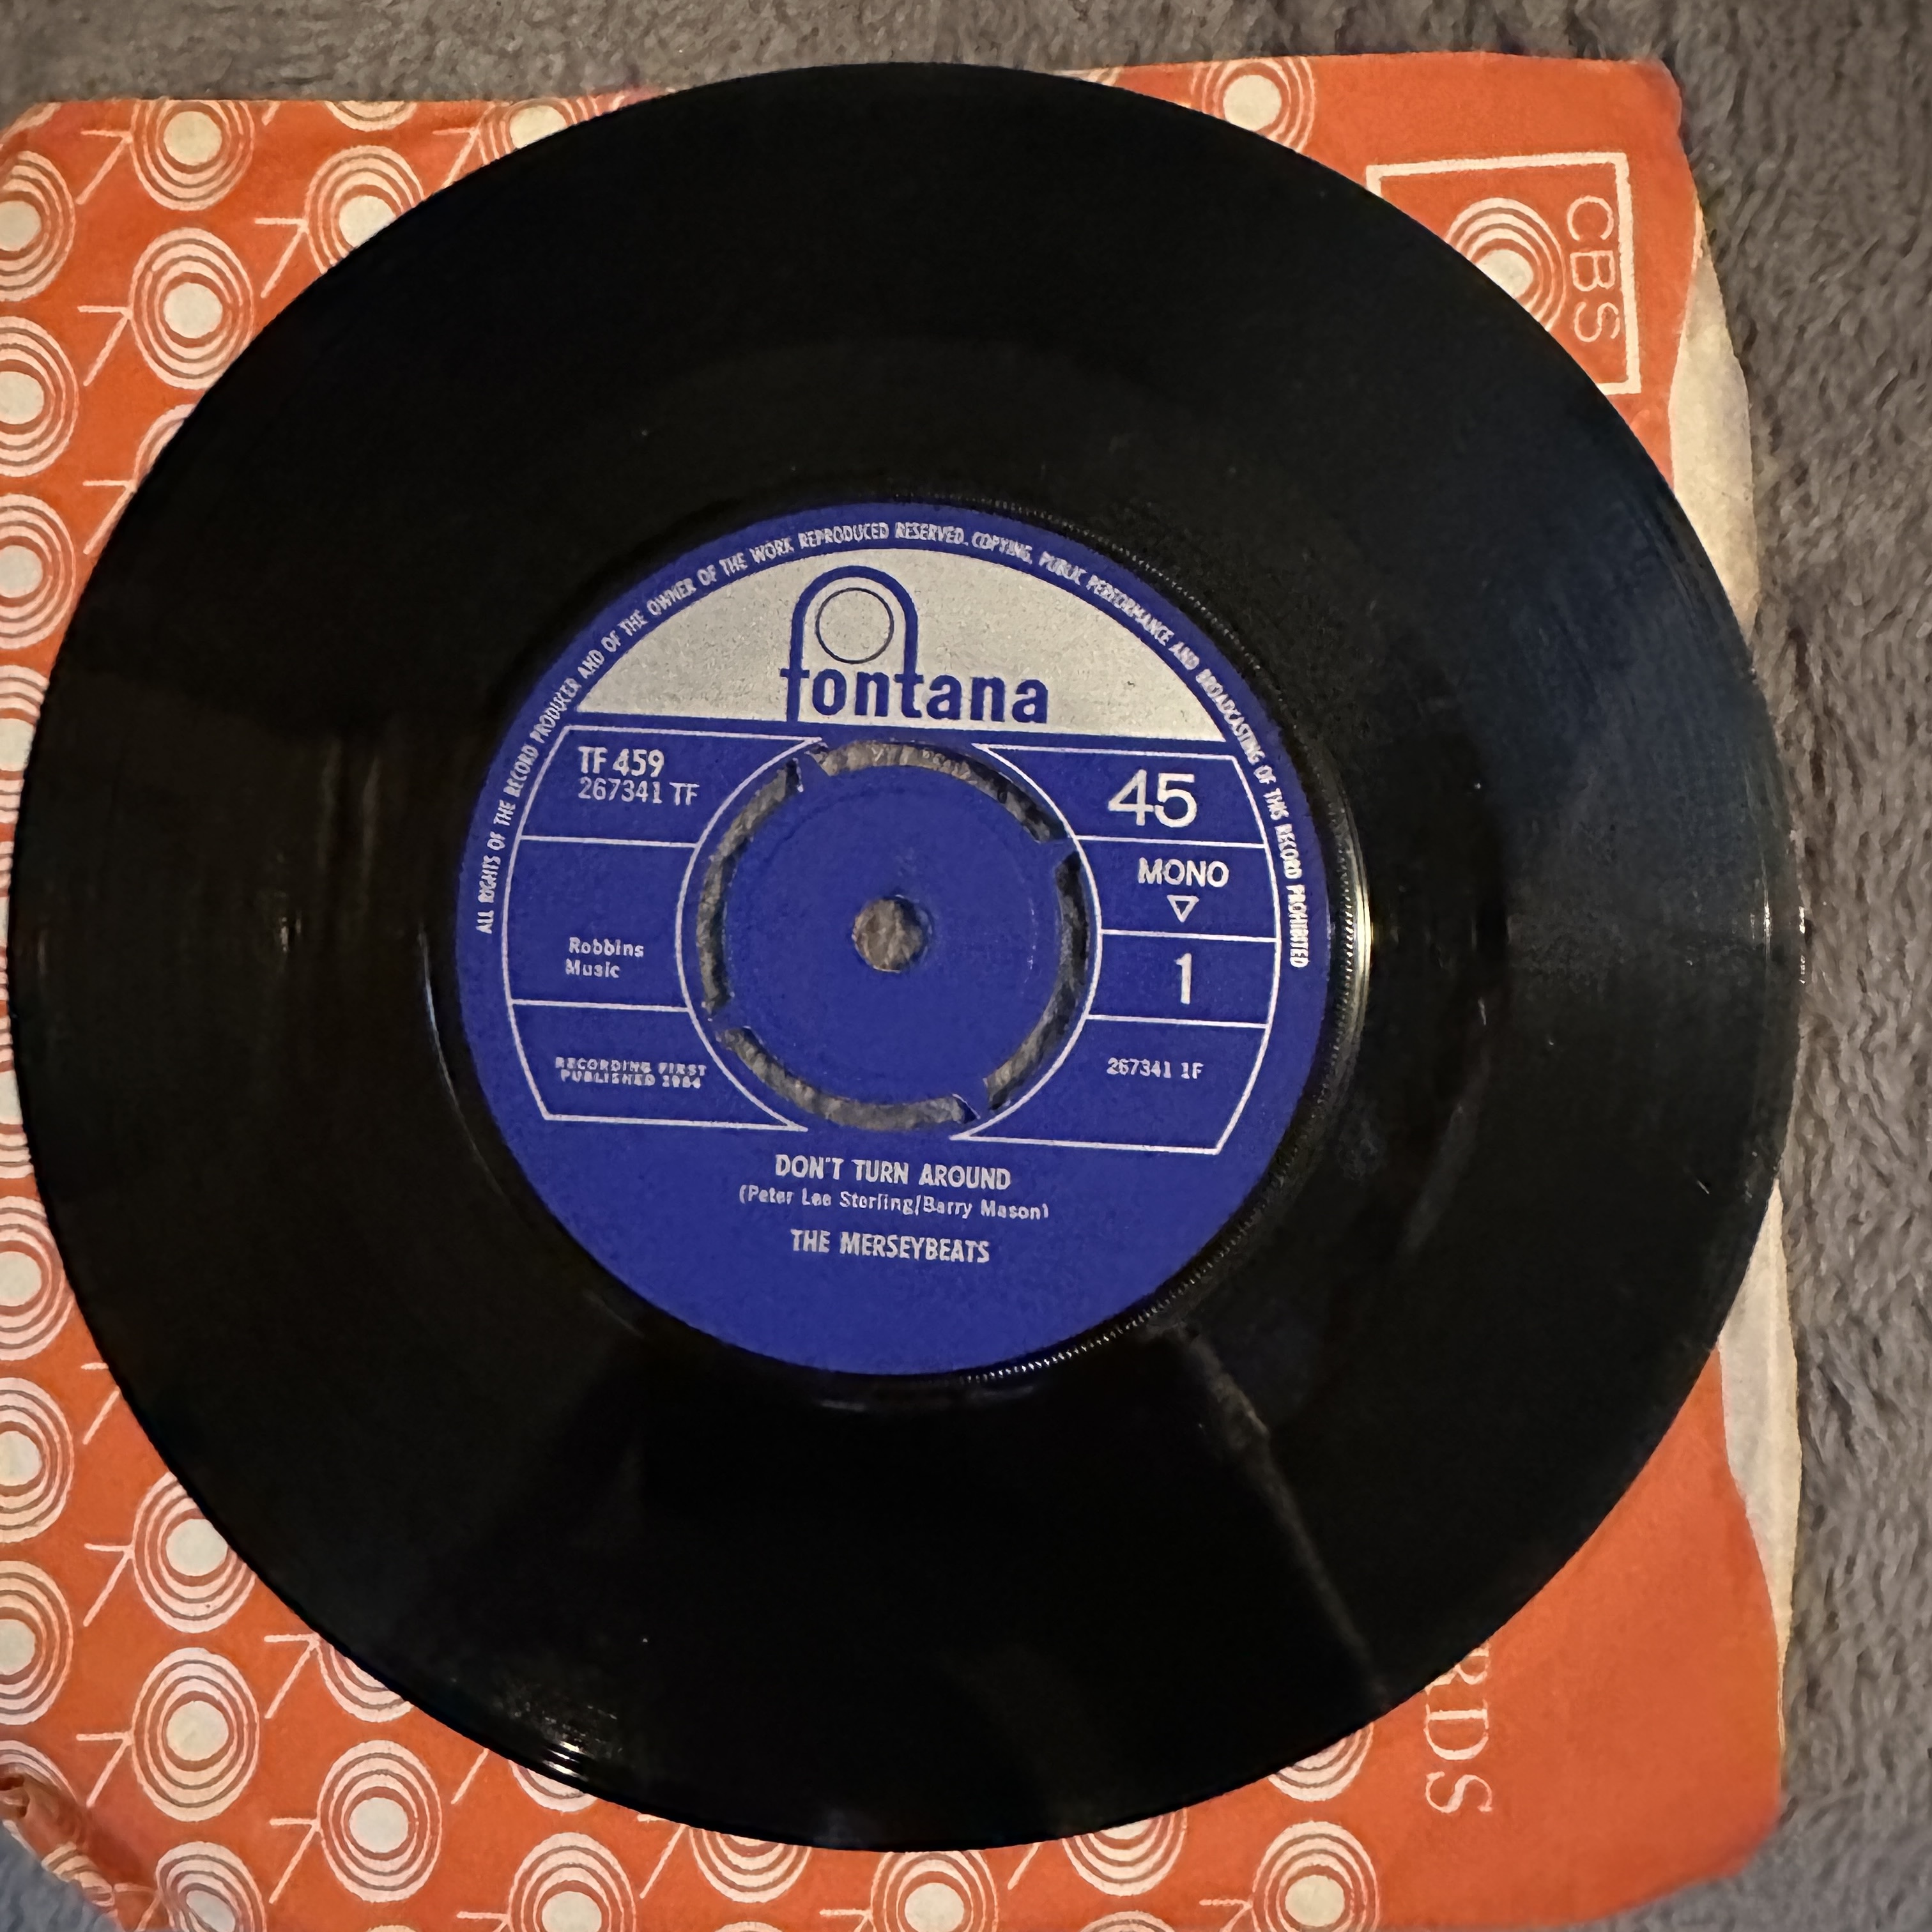 ALL RIGHTS OF THE RECORD PRODUCER AND OF THE OWNER OF THE WORK REPRODUCED RESERVED. COPYING, PUBLIC PERFORMANCE AND BROADCASTING OF THIS RECORD PROHIBITED
fontana
TF 459
267341 TF
45
MONO
1
Robbins
Music
RECORDING FIRST
PUBLISHED 1964
267341 1F
DON'T TURN AROUND
(Peter Lee Sterling/Barry Mason)
THE MERSEYBEATS
CBS
RDS